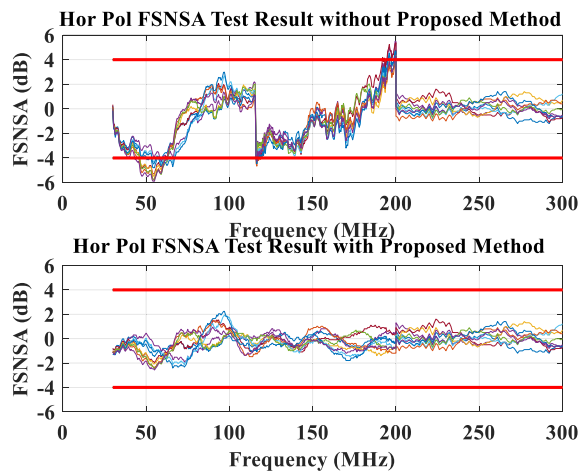 Hor Pol FSNSA Test Result without Proposed Method
FSNSA (dB)
6
4
2
0
-2
-4
-6
0 50 100 150 200 250 300
Frequency (MHz)
Hor Pol FSNSA Test Result with Proposed Method
FSNSA (dB)
6
4
2
0
-2
-4
-6
0 50 100 150 200 250 300
Frequency (MHz)